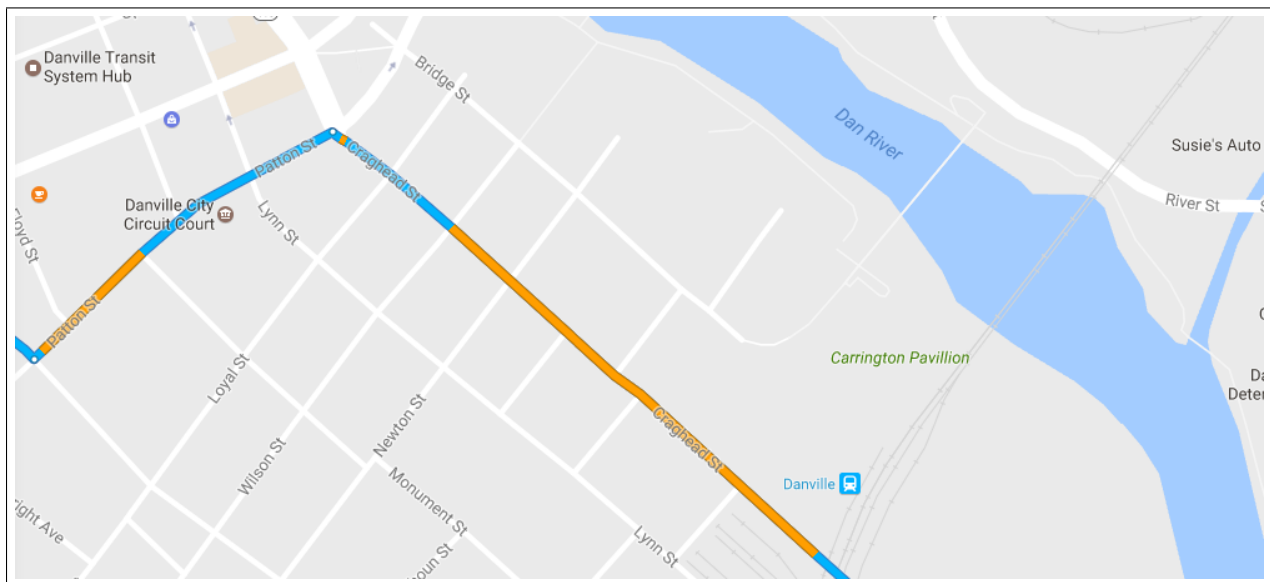 Danville Transit
System Hub
Bridge St
Dan River
Susie's Auto
Patton St
Craghead St
River St
Danville City
Circuit Court
Lynn St
Floyd St
Patton St
Loyal St
Carrington Pavillion
Newton St
Craghead St
Wilson St
Danville
Monument St
Lynn St